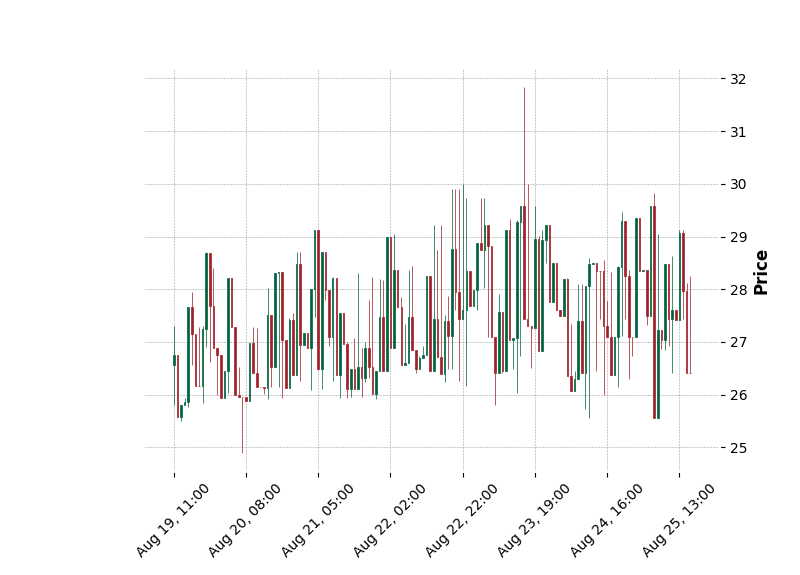 32
31
30
29
28
27
26
25
Price
Aug 19, 11:00
Aug 20, 08:00
Aug 21, 05:00
Aug 22, 02:00
Aug 22, 22:00
Aug 23, 19:00
Aug 24, 16:00
Aug 25, 13:00